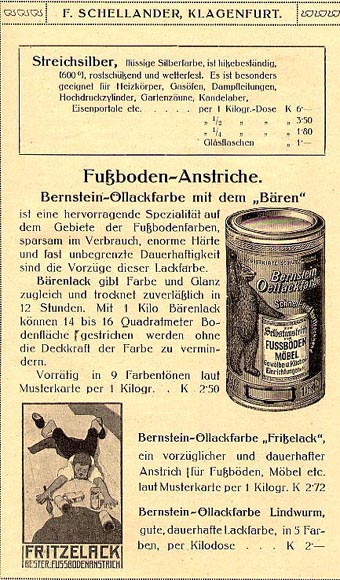 F. SCHELLANDER, KLAGENFURT.
Streichsilber, flüssige Silberfarbe, ist hitzebeständig,
(600°), rostschützend und wetterfest. Es ist besonders
geeignet für Heizkörper, Gasöfen, Dampfleitungen,
Hochdruckzylinder, Gartenzäune, Kandelaber,
Eisenportale etc. . . . . . per 1 Kilogr.-Dose K 6·—
„ 1/2 „ „ „ 3·50
„ 1/4 „ „ „ 1·80
Glasflaschen „ 1·—
Fußboden-Anstriche.
Bernstein-Öllackfarbe mit dem „Bären"
ist eine hervorragende Spezialität auf
dem Gebiete der Fußbodenfarben,
sparsam im Verbrauch, enorme Härte
und fast unbegrenzte Dauerhaftigkeit
sind die Vorzüge dieser Lackfarbe.
Bärenlack gibt Farbe und Glanz
zugleich und trocknet zuverläßlich in
12 Stunden. Mit 1 Kilo Bärenlack
können 14 bis 16 Quadratmeter Bo-
denfläche gestrichen werden ohne
die Deckkraft der Farbe zu vermin-
dern.
Vorrätig in 9 Farbentönen laut
Musterkarte per 1 Kilogr. . K 2·50
Bernstein
Oellackfarbe
zum
Selbstanstrich
FUSSBÖDEN
MÖBEL
Bernstein-Öllackfarbe „Fritzelack",
ein vorzüglicher und dauerhafter
Anstrich für Fußböden, Möbel etc.
laut Musterkarte per 1 Kilogr. K 2·72
Bernstein-Öllackfarbe Lindwurm,
gute, dauerhafte Lackfarbe, in 5 Far-
ben, per Kilodose . . . K 2·—
FRITZELACK
BESTER FUSSBODENANSTRICH